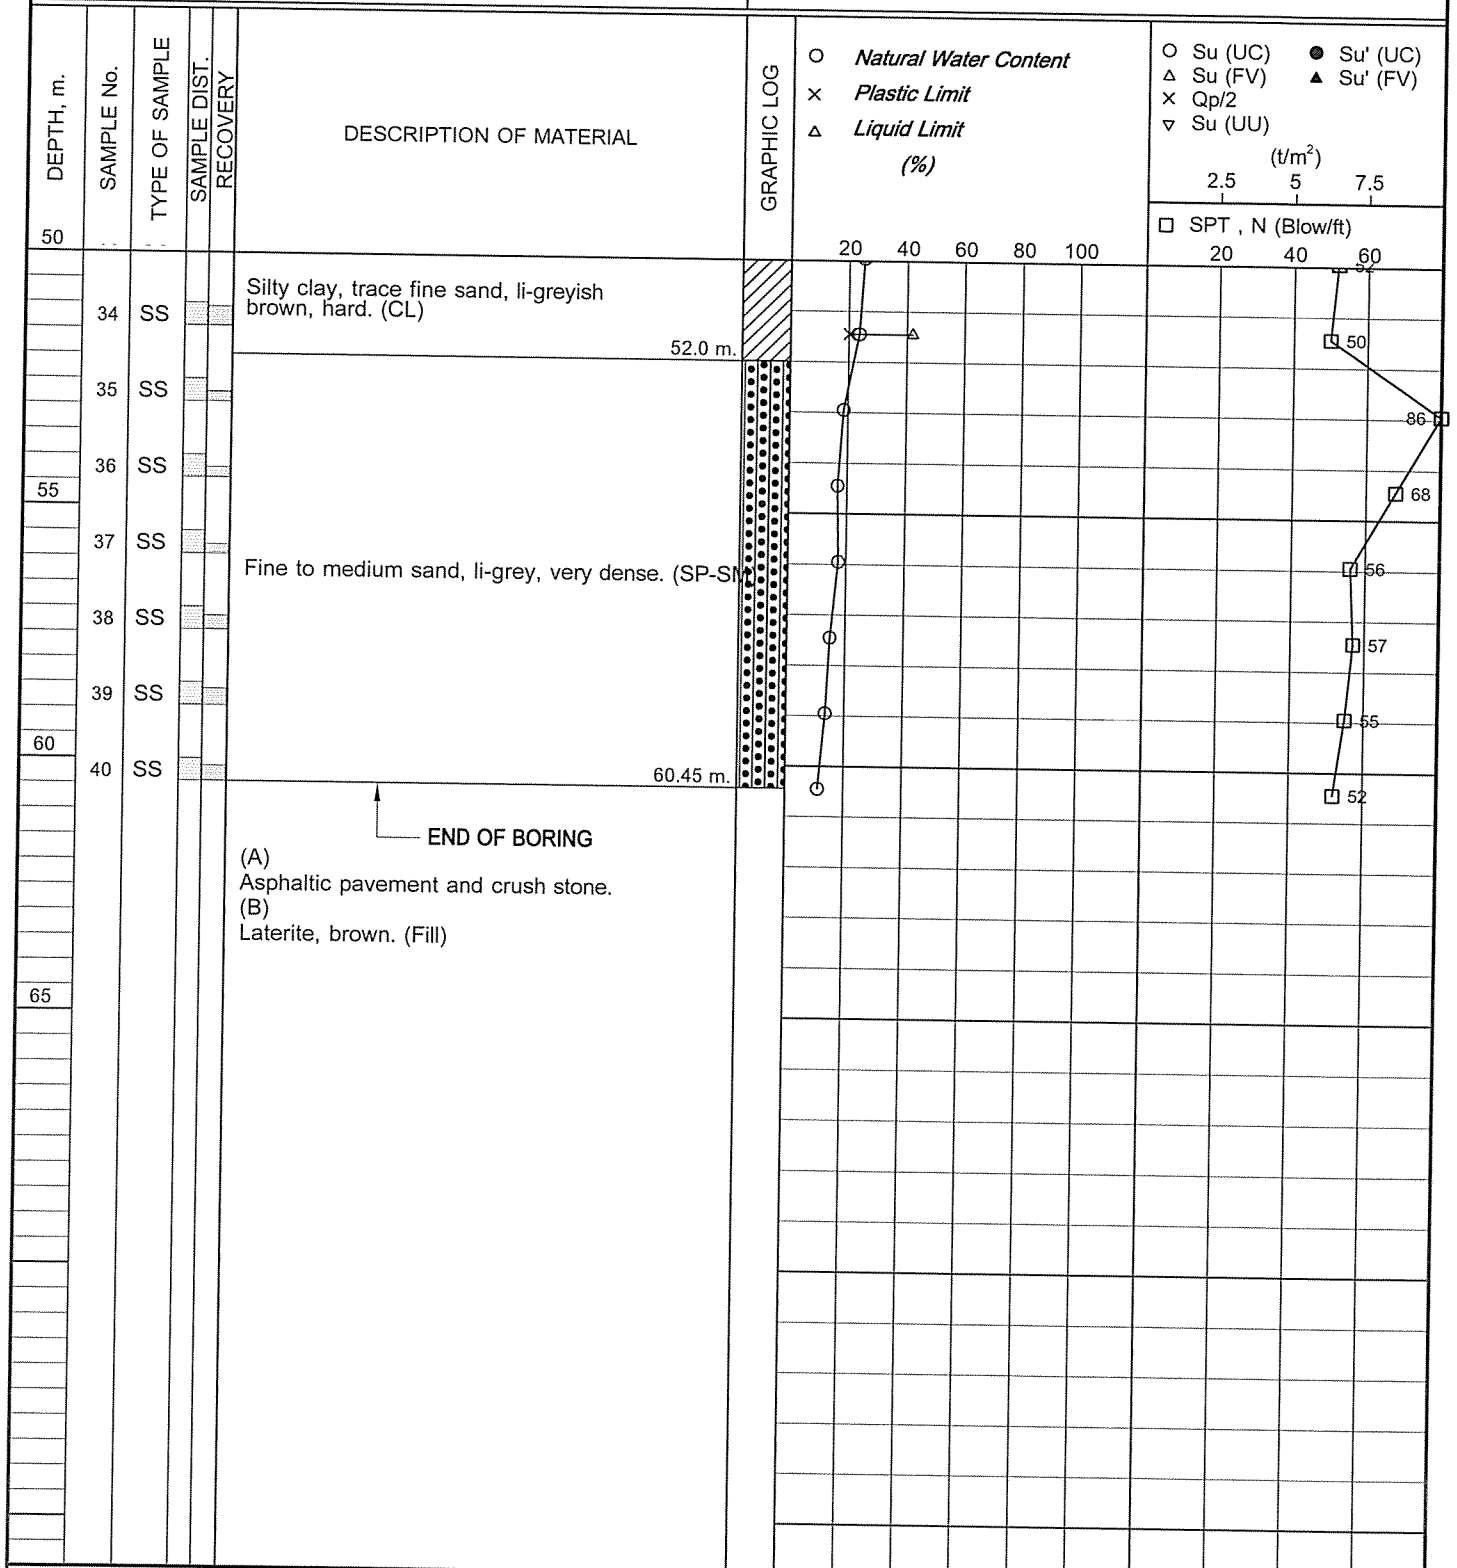 DEPTH, m.
SAMPLE No.
TYPE OF SAMPLE
SAMPLE DIST.
RECOVERY
DESCRIPTION OF MATERIAL
GRAPHIC LOG
○ Natural Water Content
× Plastic Limit
△ Liquid Limit
(%)
20 40 60 80 100
○ Su (UC) ● Su' (UC)
△ Su (FV) ▲ Su' (FV)
× Qp/2
▽ Su (UU)
(t/m²)
2.5 5 7.5
□ SPT , N (Blow/ft)
20 40 60
50
Silty clay, trace fine sand, li-greyish
brown, hard. (CL)
34 SS
50
52.0 m.
35 SS
86
36 SS
55
68
37 SS
Fine to medium sand, li-grey, very dense. (SP-SM
56
38 SS
57
39 SS
55
60
40 SS
60.45 m.
52
END OF BORING
(A)
Asphaltic pavement and crush stone.
(B)
Laterite, brown. (Fill)
65